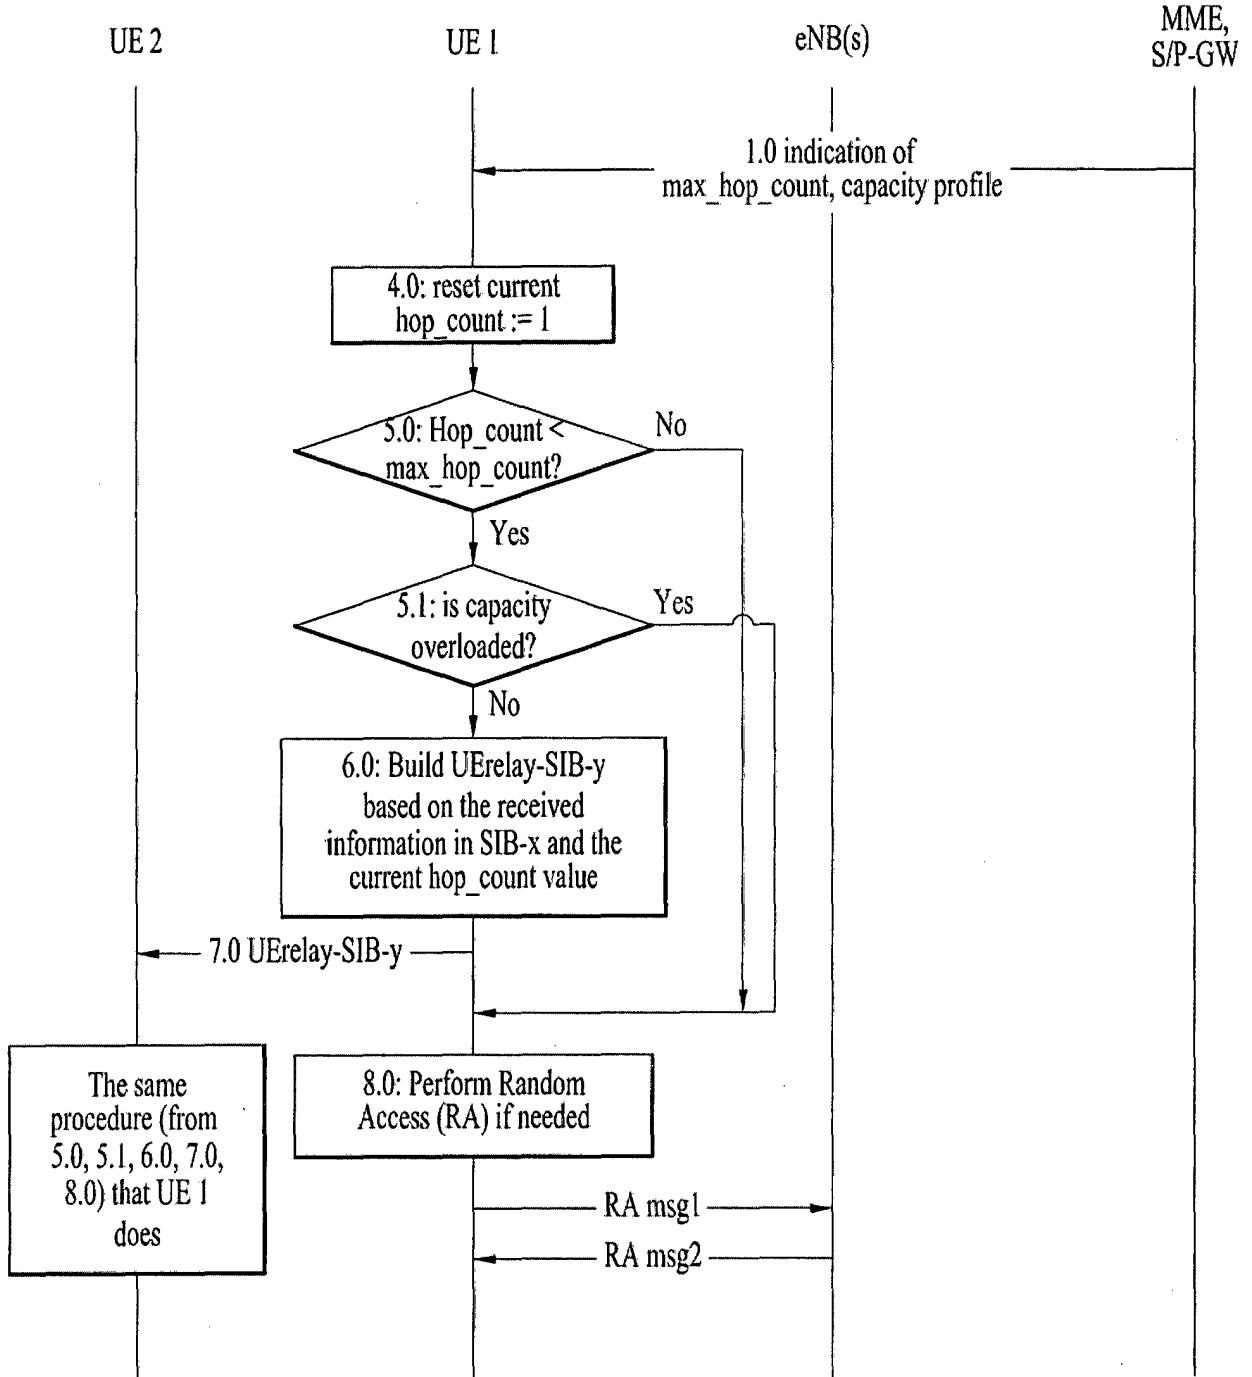 UE 2
UE 1
eNB(s)
MME,
S/P-GW
1.0 indication of
max_hop_count, capacity profile
4.0: reset current
hop_count := 1
5.0: Hop_count <
max_hop_count?
No
Yes
5.1: is capacity
overloaded?
Yes
No
6.0: Build UErelay-SIB-y
based on the received
information in SIB-x and the
current hop_count value
7.0 UErelay-SIB-y
The same
procedure (from
5.0, 5.1, 6.0, 7.0,
8.0) that UE 1
does
8.0: Perform Random
Access (RA) if needed
RA msg1
RA msg2